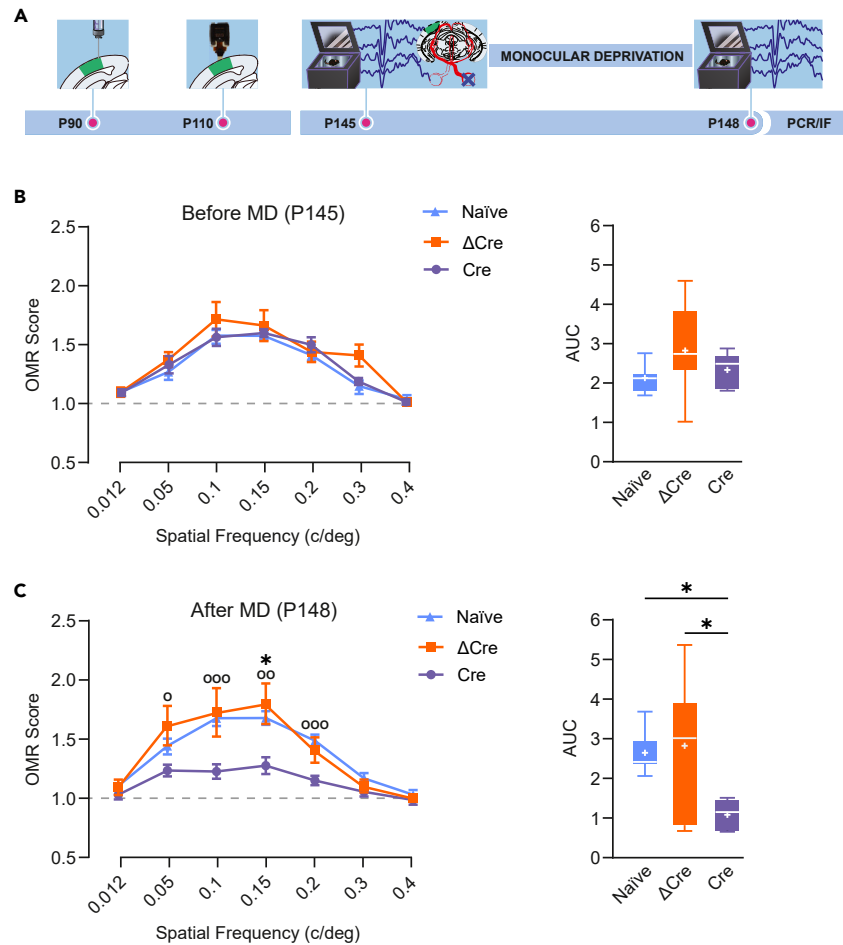 A
MONOCULAR DEPRIVATION
P90
P110
P145
P148
PCR/IF
B
Before MD (P145)
Naïve
ΔCre
Cre
OMR Score
2.5
2.0
1.5
1.0
0.5
0.012
0.05
0.1
0.15
0.2
0.3
0.4
Spatial Frequency (c/deg)
AUC
6
5
4
3
2
1
0
Naïve
ΔCre
Cre
C
After MD (P148)
Naïve
ΔCre
Cre
OMR Score
2.5
2.0
1.5
1.0
0.5
*
o
ooo
oo
ooo
0.012
0.05
0.1
0.15
0.2
0.3
0.4
Spatial Frequency (c/deg)
*
*
AUC
6
5
4
3
2
1
0
Naïve
ΔCre
Cre